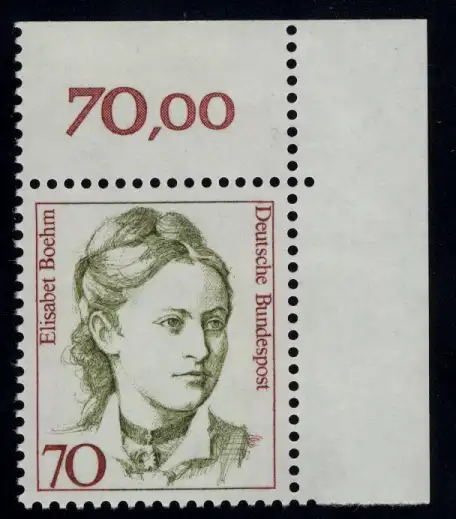 70,00
Elisabet Boehm
Deutsche Bundespost
70